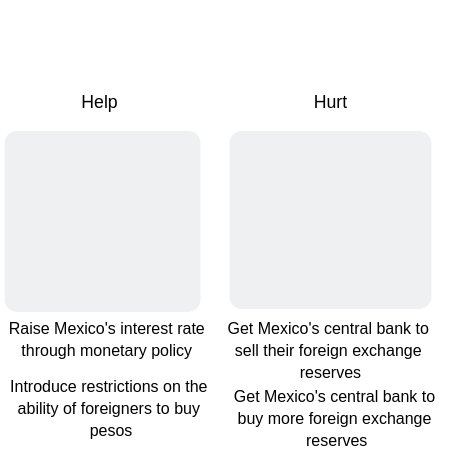 Help
Hurt
Raise Mexico's interest rate
through monetary policy
Get Mexico's central bank to
sell their foreign exchange
reserves
Introduce restrictions on the
ability of foreigners to buy
pesos
Get Mexico's central bank to
buy more foreign exchange
reserves